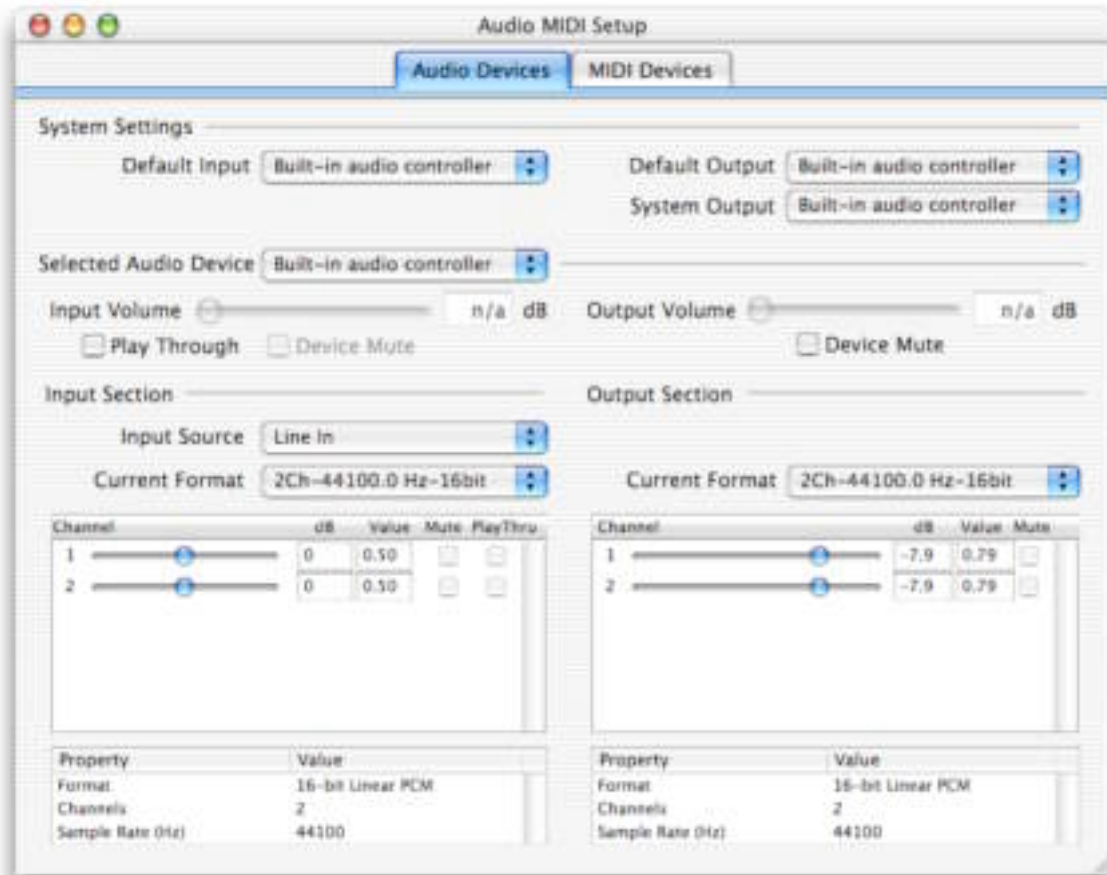 Audio MIDI Setup
Audio Devices MIDI Devices
System Settings
Default Input Built-in audio controller Default Output Built-in audio controller
System Output Built-in audio controller
Selected Audio Device Built-in audio controller
Input Volume n/a dB Output Volume n/a dB
Play Through Device Mute Device Mute
Input Section Output Section
Input Source Line In
Current Format 2Ch-44100.0 Hz-16bit Current Format 2Ch-44100.0 Hz-16bit
Channel dB Value Mute PlayThru Channel dB Value Mute
1 0 0.50 1 -7.9 0.79
2 0 0.50 2 -7.9 0.79
Property Value Property Value
Format 16-bit Linear PCM Format 16-bit Linear PCM
Channels 2 Channels 2
Sample Rate (Hz) 44100 Sample Rate (Hz) 44100